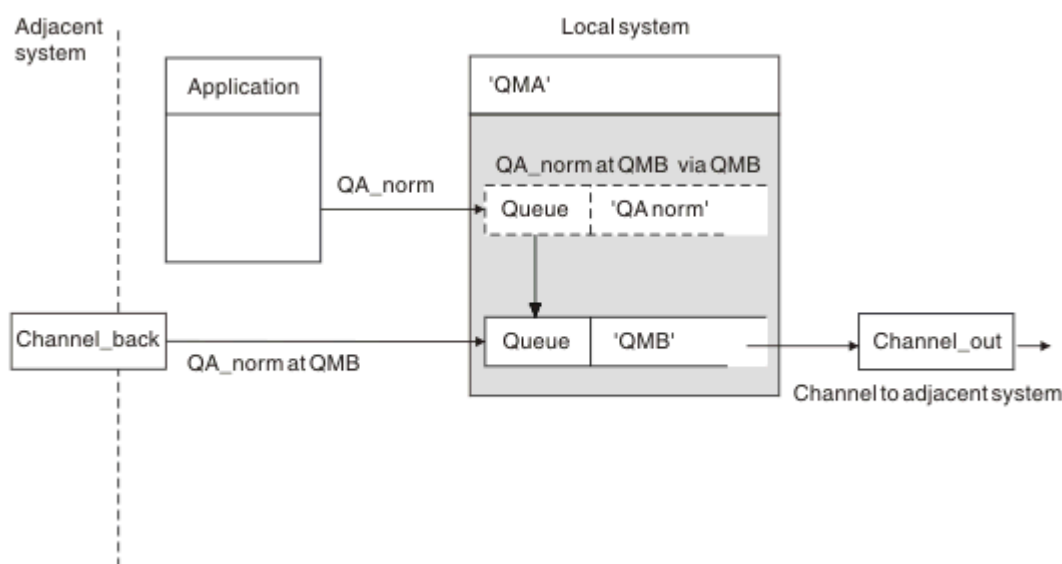 Adjacent
system
Local system
Application
'QMA'
QA_norm at QMB via QMB
QA_norm
Queue
'QA norm'
Channel_back
QA_norm at QMB
Queue
'QMB'
Channel_out
Channel to adjacent system